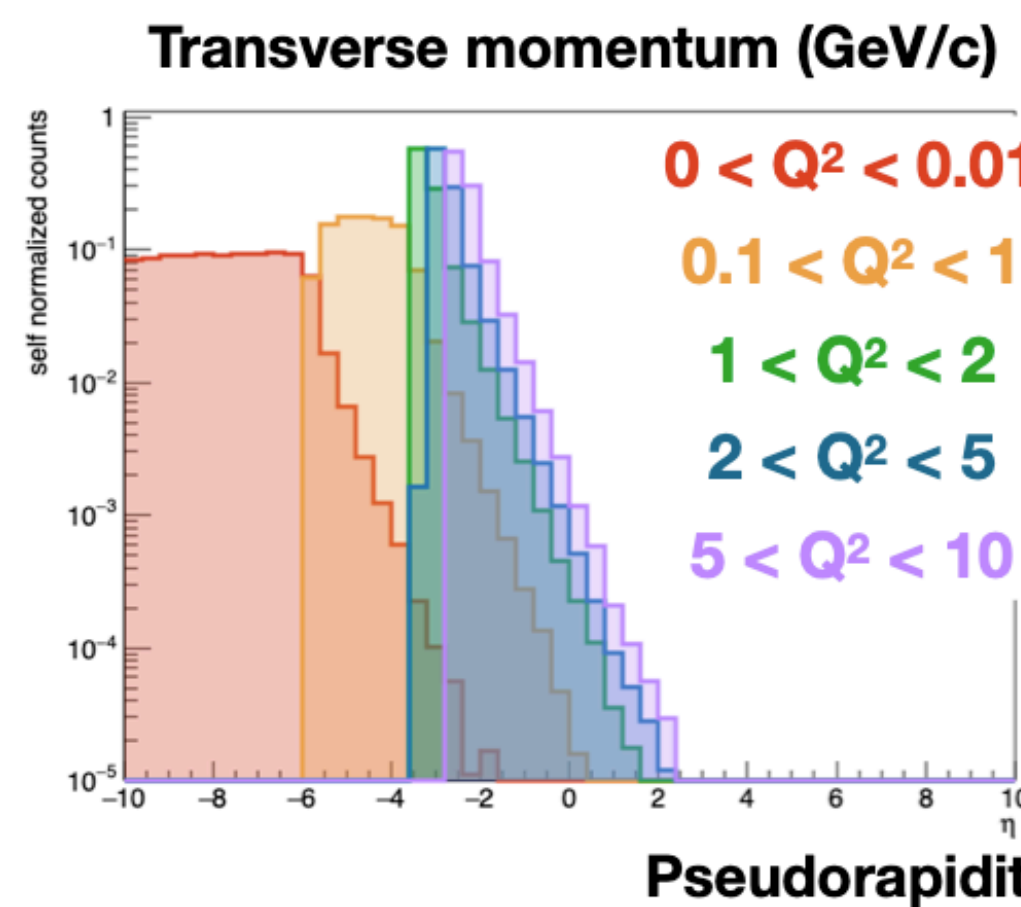 Transverse momentum (GeV/c)
self normalized counts
1
10⁻¹
10⁻²
10⁻³
10⁻⁴
10⁻⁵
0 < Q² < 0.01
0.1 < Q² < 1
1 < Q² < 2
2 < Q² < 5
5 < Q² < 10
−10 −8 −6 −4 −2 0 2 4 6 8 10
η
Pseudorapidit